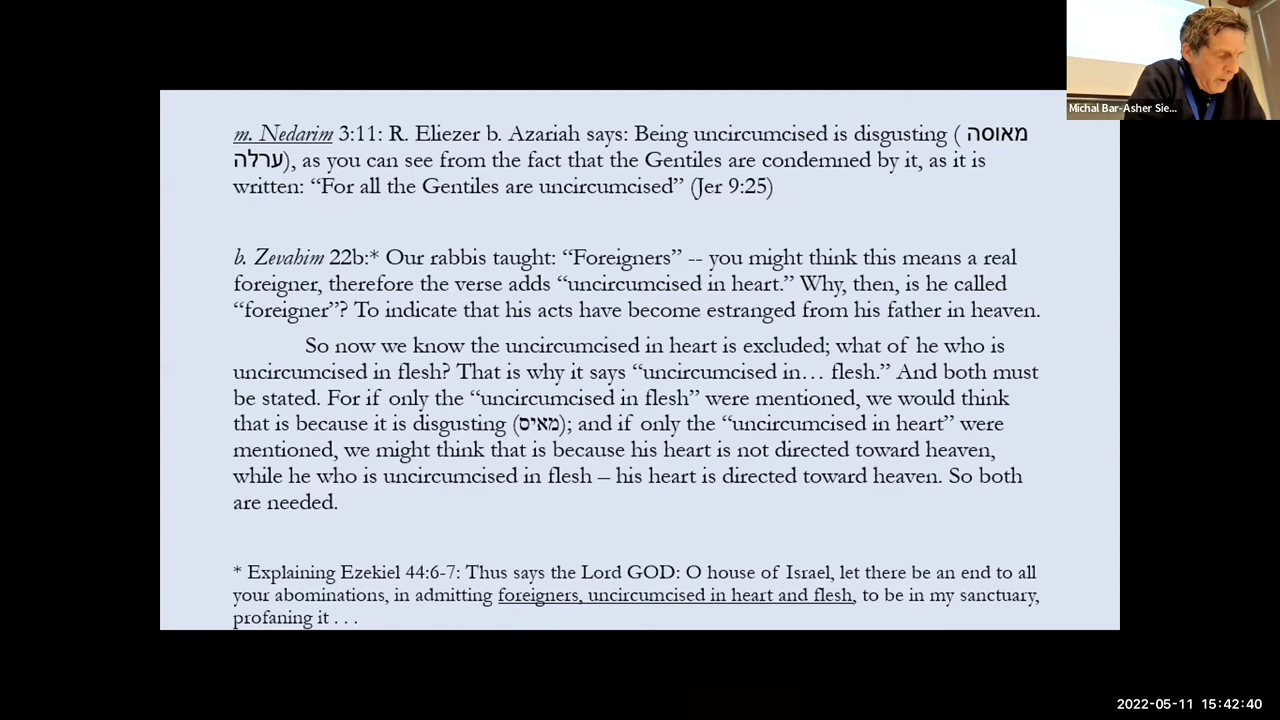 m. Nedarim 3:11: R. Eliezer b. Azariah says: Being uncircumcised is disgusting ( מאוסה
ערלה), as you can see from the fact that the Gentiles are condemned by it, as it is
written: “For all the Gentiles are uncircumcised” (Jer 9:25)
b. Zevahim 22b:* Our rabbis taught: “Foreigners” -- you might think this means a real
foreigner, therefore the verse adds “uncircumcised in heart.” Why, then, is he called
“foreigner”? To indicate that his acts have become estranged from his father in heaven.
So now we know the uncircumcised in heart is excluded; what of he who is
uncircumcised in flesh? That is why it says “uncircumcised in… flesh.” And both must
be stated. For if only the “uncircumcised in flesh” were mentioned, we would think
that is because it is disgusting (מאיס); and if only the “uncircumcised in heart” were
mentioned, we might think that is because his heart is not directed toward heaven,
while he who is uncircumcised in flesh – his heart is directed toward heaven. So both
are needed.
* Explaining Ezekiel 44:6-7: Thus says the Lord GOD: O house of Israel, let there be an end to all
your abominations, in admitting foreigners, uncircumcised in heart and flesh, to be in my sanctuary,
profaning it . . .
Michal Bar-Asher Sie...
2022-05-11 15:42:40